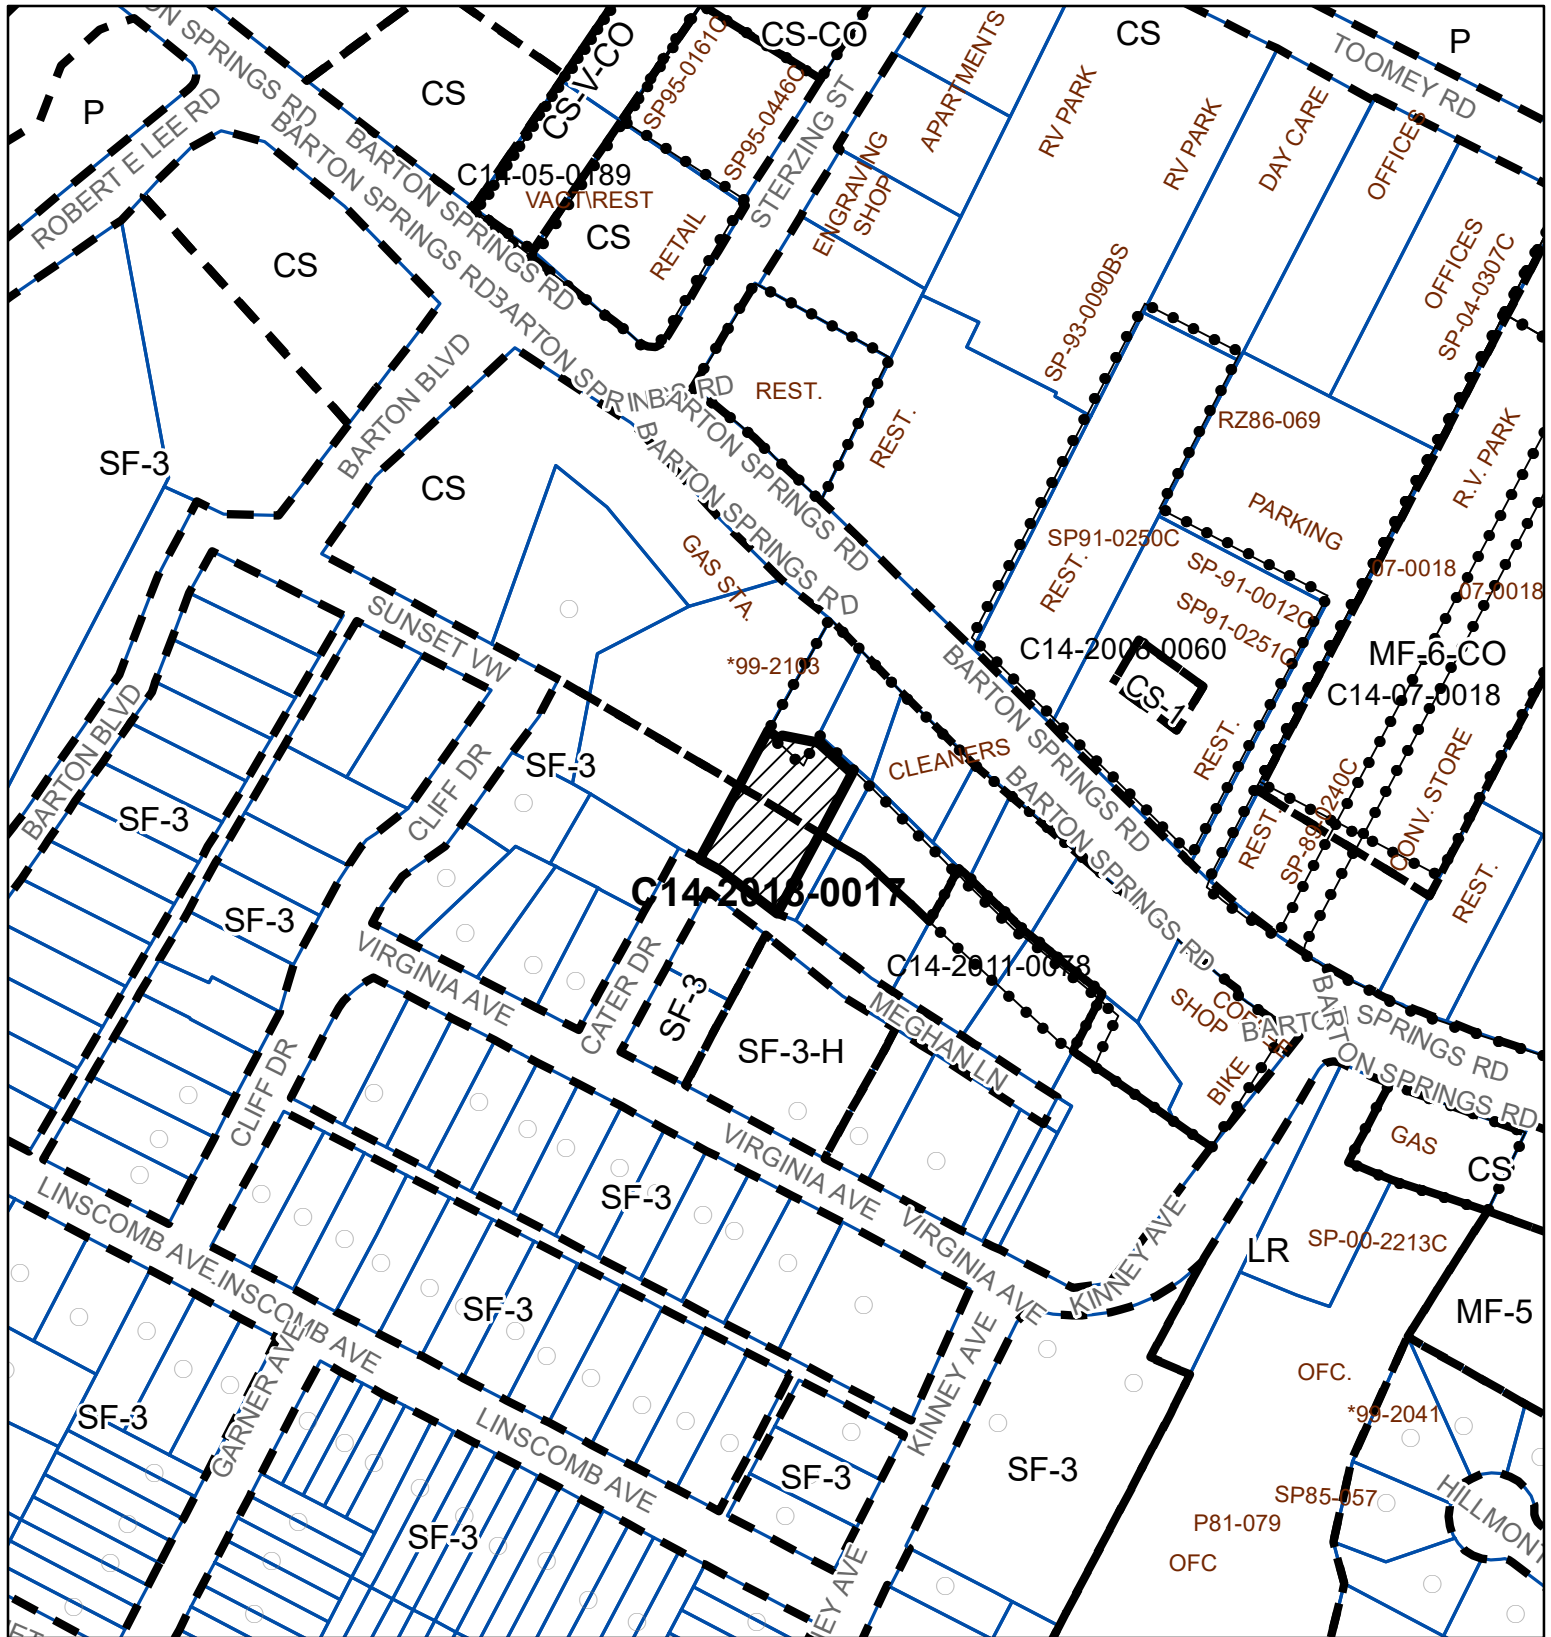 CS-CO
CS
P
TOOMEY RD
CS-V-CO
SP95-0161C
SP95-0446C
APARTMENTS
RV PARK
RV PARK
DAY CARE
OFFICES
CS
P
SPRINGS RD
ROBERT E LEE RD
BARTON SPRINGS RD
BARTON SPRINGS RD
STERZING ST
ENGRAVING
SHOP
C14-05-0189
VACT\REST
CS
RETAIL
OFFICES
SP-04-0307C
CS
SP-93-0090BS
BARTON BLVD
BARTON SPRINGS RD
REST.
REST.
RZ86-069
SF-3
CS
BARTON SPRINGS RD
BARTON SPRINGS RD
R.V. PARK
PARKING
GAS STA.
SP91-0250C
REST.
SP-91-0012C
SP91-0251C
07-0018
07-0018
SUNSET VW
*99-2103
C14-2006-0060
CS-1
MF-6-CO
C14-07-0018
BARTON BLVD
CLIFF DR
SF-3
CLEANERS
BARTON SPRINGS RD
REST.
SF-3
BARTON SPRINGS RD
REST.
SP-89-0240C
CONV. STORE
REST.
SF-3
C14-2013-0017
VIRGINIA AVE
CATER DR
SF-3
C14-2011-0078
MEGHAN LN
SHOP
COFFEE
BIKE
BARTON SPRINGS RD
BARTON SPRINGS RD
SF-3-H
CLIFF DR
GAS
CS
LINSCOMB AVE
SF-3
VIRGINIA AVE
VIRGINIA AVE
KINNEY AVE
LR
SP-00-2213C
LINSCOMB AVE
SF-3
MF-5
GARNER AVE
KINNEY AVE
OFC.
*99-2041
SF-3
LINSCOMB AVE
SF-3
SF-3
SP85-057
P81-079
HILLMONT
SF-3
OFC